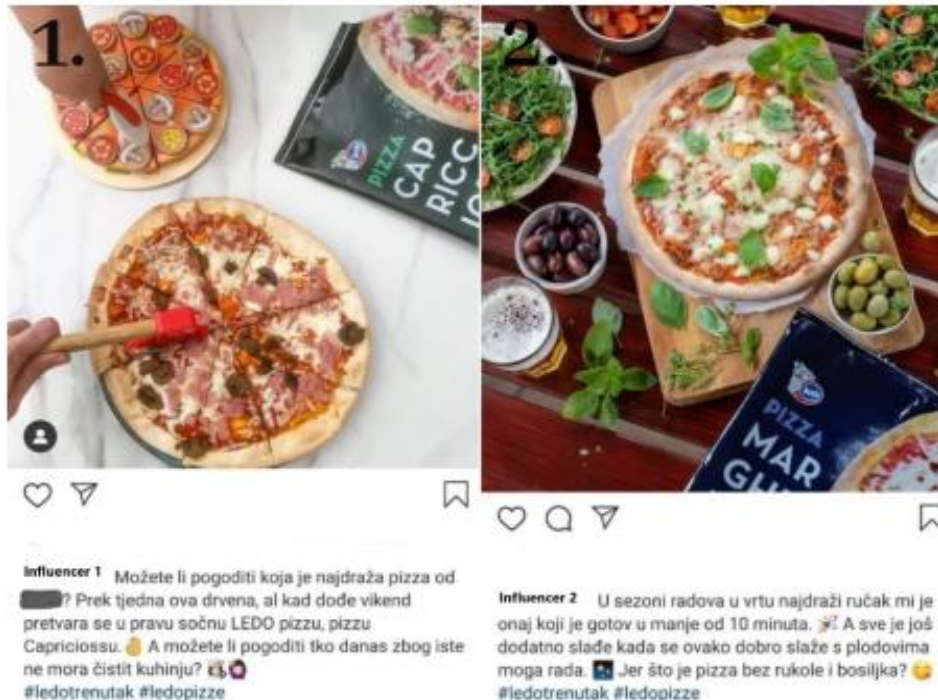 1.
PIZZA
CAP
RICC
2.
PIZZA
MAR
GH
Influencer 1 Možete li pogoditi koja je najdraža pizza od
? Prek tjedna ova drvena, al kad dođe vikend
pretvara se u pravu sočnu LEDO pizzu, pizzu
Capriciossu. A možete li pogoditi tko danas zbog iste
ne mora čistit kuhinju?
#ledotrenutak #ledopizze
Influencer 2 U sezoni radova u vrtu najdraži ručak mi je
onaj koji je gotov u manje od 10 minuta. A sve je još
dodatno slađe kada se ovako dobro slaže s plodovima
moga rada. Jer što je pizza bez rukole i bosiljka?
#ledotrenutak #ledopizze